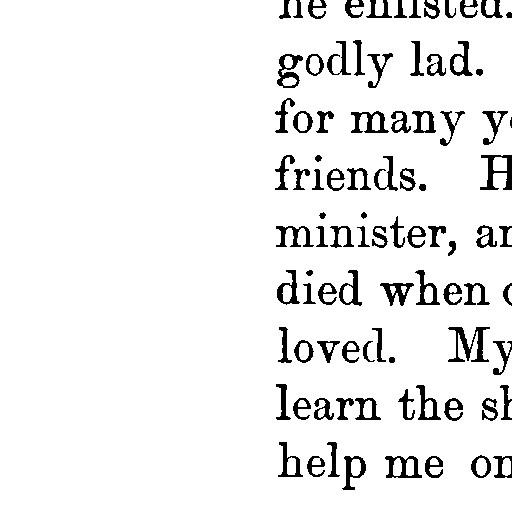 he enlisted.
godly lad.
for many y
friends. H
minister, an
died when
loved. My
learn the sh
help me on